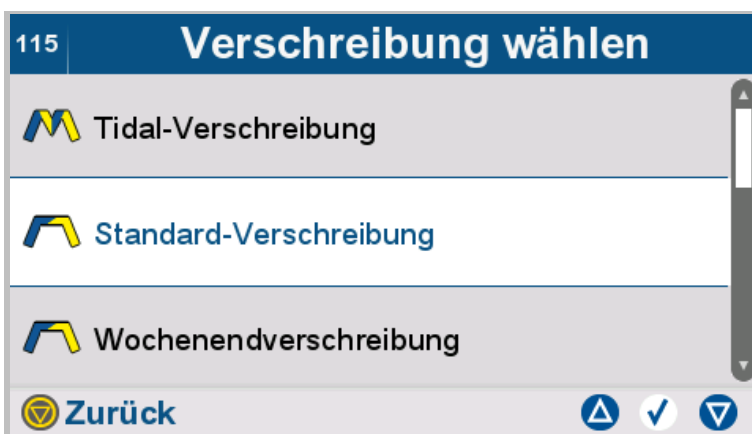 115
Verschreibung wählen
Tidal-Verschreibung
Standard-Verschreibung
Wochenendverschreibung
Zurück